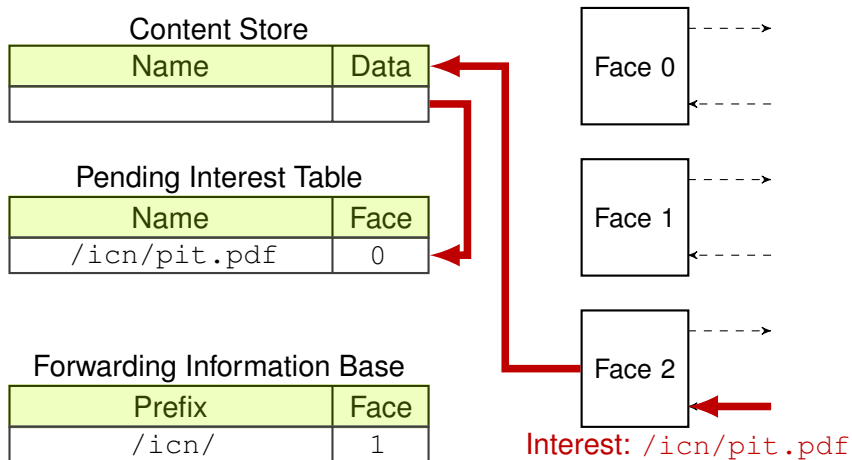 Content Store
Name Data
Pending Interest Table
Name Face
/icn/pit.pdf 0
Forwarding Information Base
Prefix Face
/icn/ 1
Face 0
Face 1
Face 2
Interest: /icn/pit.pdf